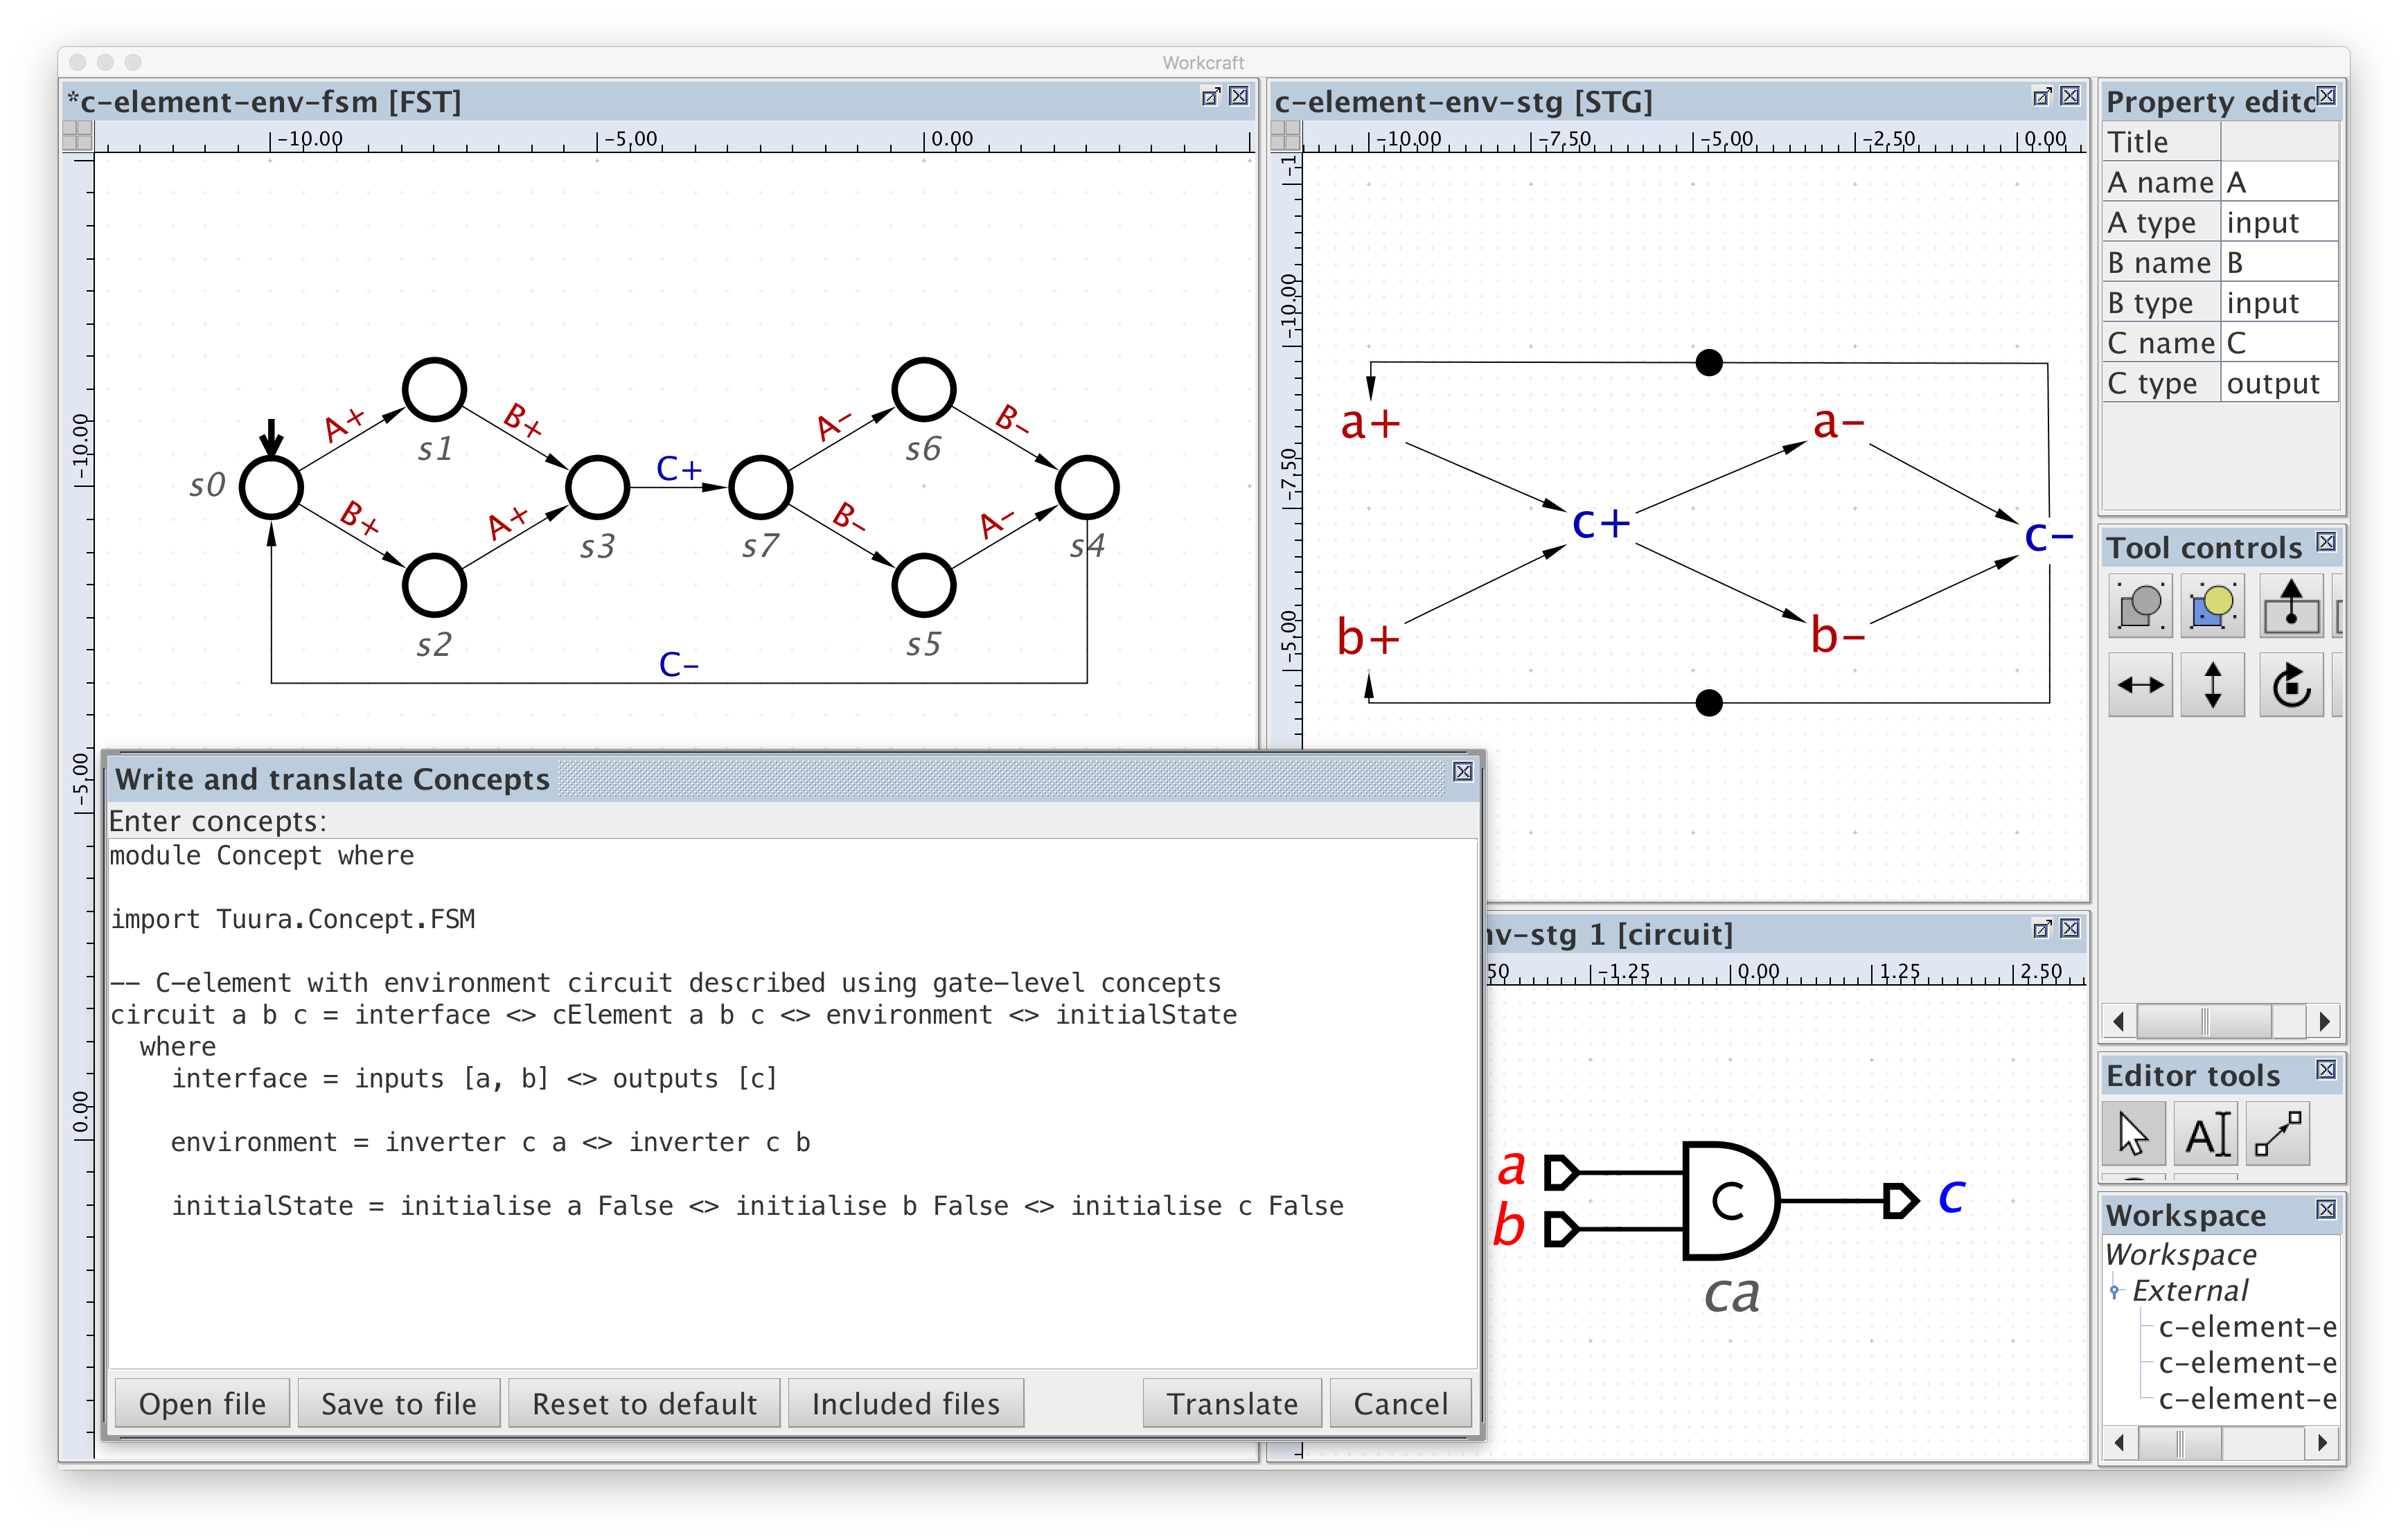 Workcraft
*c-element-env-fsm [FST]
-10.00 -5,00 0.00
-10.00
-5,00
0.00
s0
A+
s1
B+
B+
s2
A+
s3
C+
s7
A-
s6
B-
B-
s5
A-
s4
C-
c-element-env-stg [STG]
-10.00 -7,50 -5,00 -2,50 0.00
-1
-10.00
-7,50
-5,00
a+
a-
c+
c-
b+
b-
Write and translate Concepts
Enter concepts:
module Concept where
import Tuura.Concept.FSM
-- C-element with environment circuit described using gate-level concepts
circuit a b c = interface <> cElement a b c <> environment <> initialState
where
interface = inputs [a, b] <> outputs [c]
environment = inverter c a <> inverter c b
initialState = initialise a False <> initialise b False <> initialise c False
Open file Save to file Reset to default Included files Translate Cancel
nv-stg 1 [circuit]
50 -1.25 0.00 1.25 2.50
a
b
C
c
ca
Property edito
Title
A name A
A type input
B name B
B type input
C name C
C type output
Tool controls
Editor tools
A
Workspace
Workspace
External
c-element-e
c-element-e
c-element-e